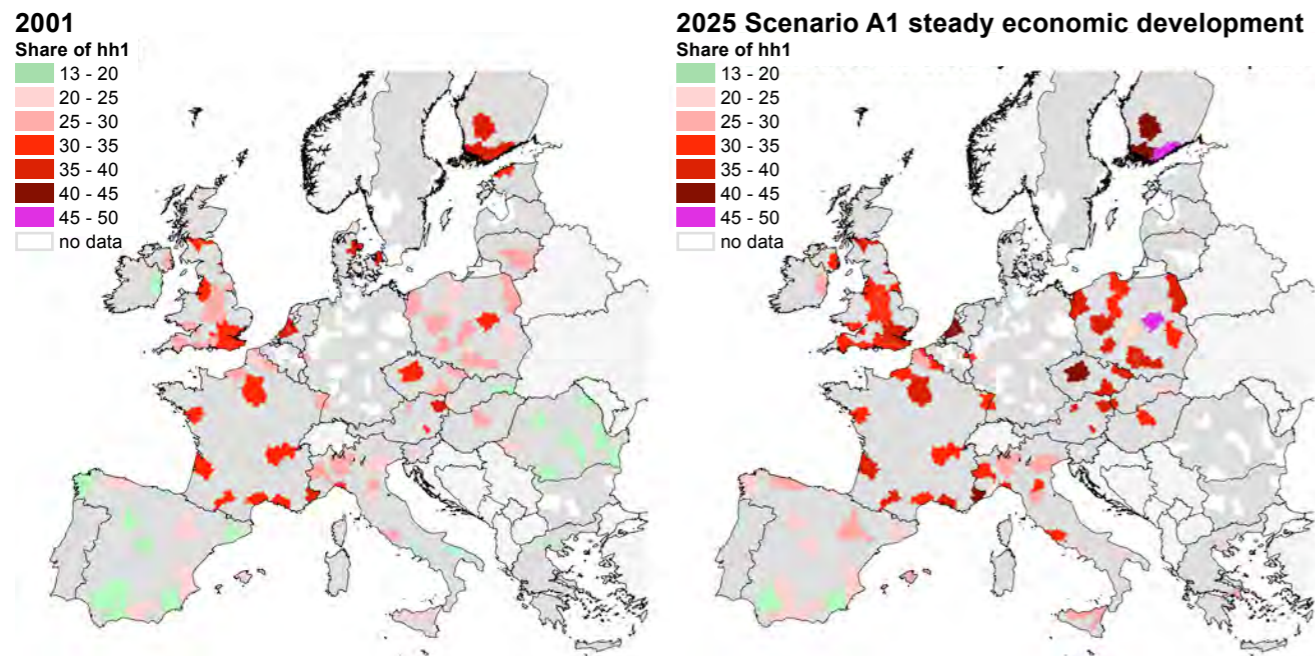 2001
Share of hh1
13 - 20
20 - 25
25 - 30
30 - 35
35 - 40
40 - 45
45 - 50
no data
2025 Scenario A1 steady economic development
Share of hh1
13 - 20
20 - 25
25 - 30
30 - 35
35 - 40
40 - 45
45 - 50
no data